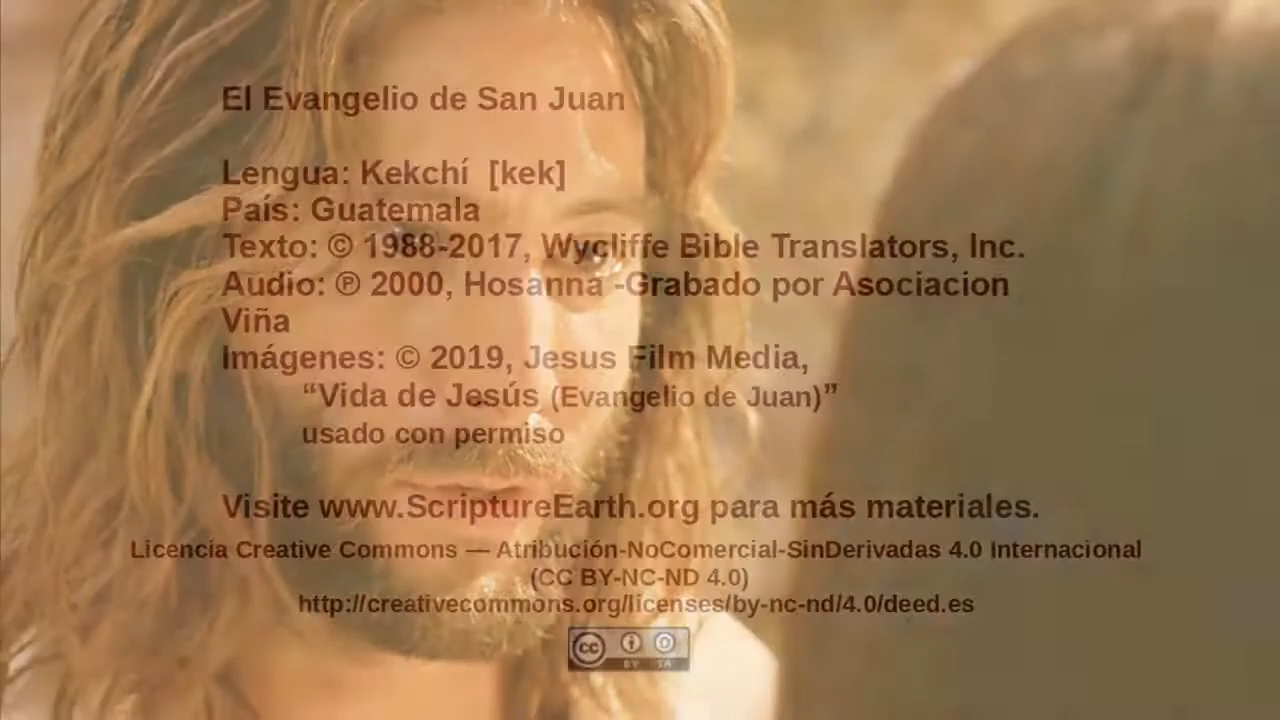 El Evangelio de San Juan
Lengua: Kekchí [kek]
País: Guatemala
Texto: © 1988-2017, Wycliffe Bible Translators, Inc.
Audio: ℗ 2000, Hosanna -Grabado por Asociacion
Viña
Imágenes: © 2019, Jesus Film Media,
“Vida de Jesús (Evangelio de Juan)”
usado con permiso
Visite www.ScriptureEarth.org para más materiales.
Licencia Creative Commons — Atribución-NoComercial-SinDerivadas 4.0 Internacional
(CC BY-NC-ND 4.0)
http://creativecommons.org/licenses/by-nc-nd/4.0/deed.es
cc BY SA